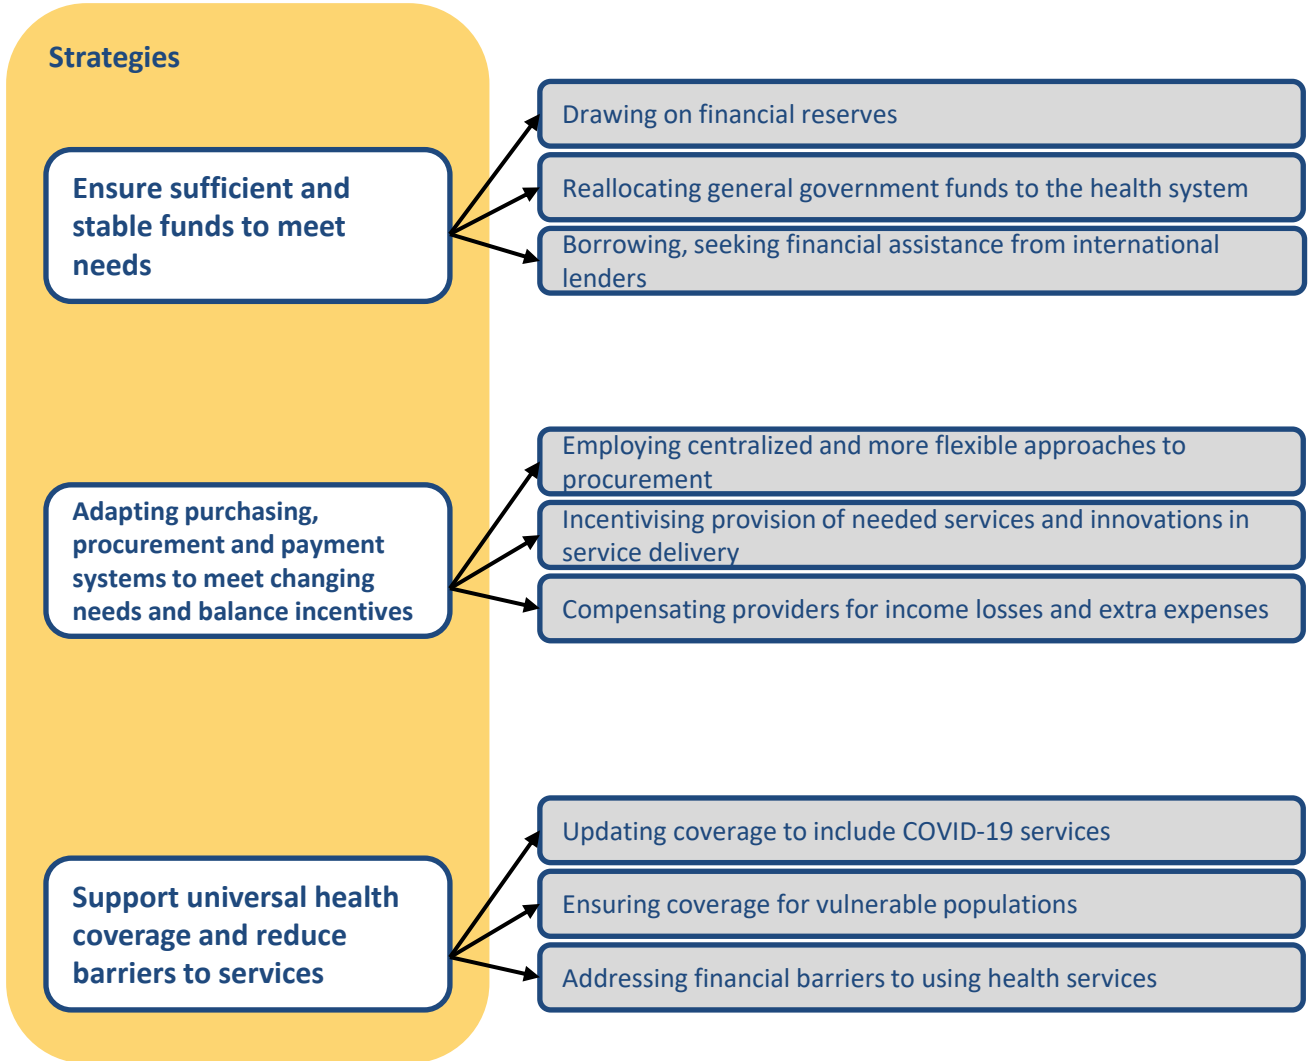 Strategies
Ensure sufficient and
stable funds to meet
needs
Drawing on financial reserves
Reallocating general government funds to the health system
Borrowing, seeking financial assistance from international
lenders
Adapting purchasing,
procurement and payment
systems to meet changing
needs and balance incentives
Employing centralized and more flexible approaches to
procurement
Incentivising provision of needed services and innovations in
service delivery
Compensating providers for income losses and extra expenses
Support universal health
coverage and reduce
barriers to services
Updating coverage to include COVID-19 services
Ensuring coverage for vulnerable populations
Addressing financial barriers to using health services